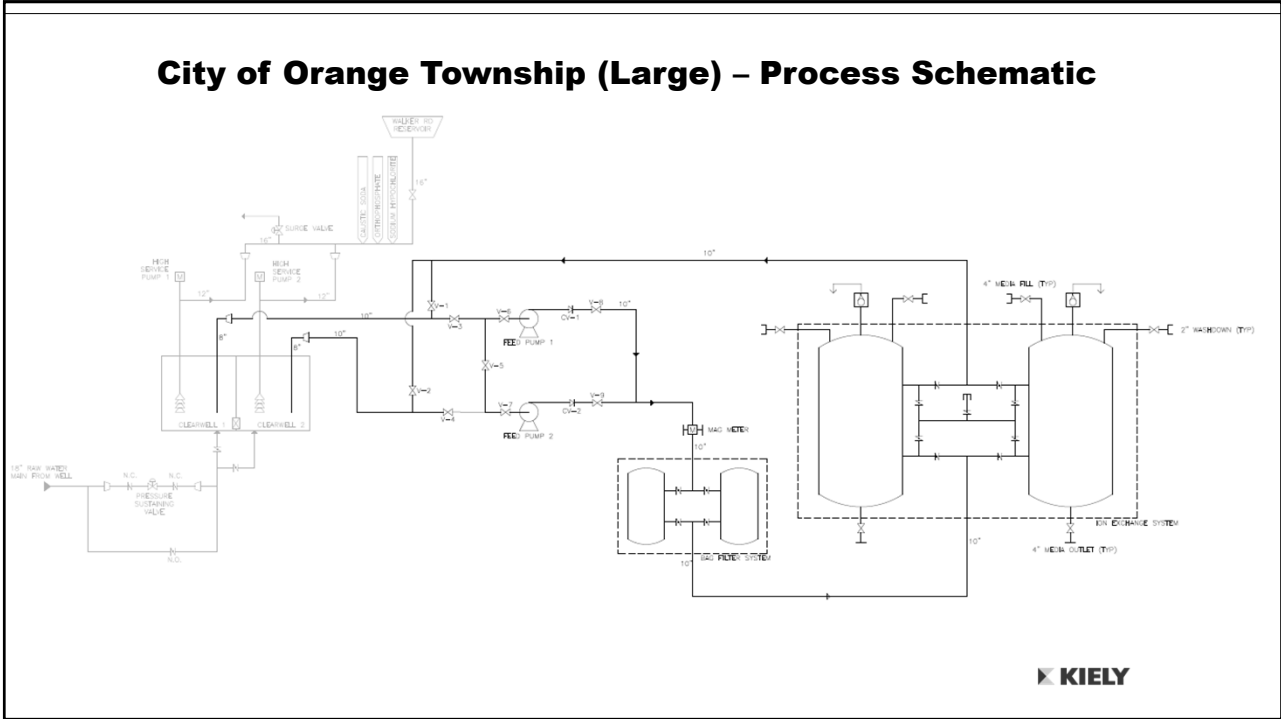 City of Orange Township (Large) – Process Schematic
WALKER RD
RESERVOIR
CAUSTIC SODA
ORTHOPHOSPHATE
SODIUM HYPOCHLORITE
16"
SURGE VALVE
16"
HIGH
SERVICE
PUMP 1
M
HIGH
SERVICE
PUMP 2
M
12"
12"
10"
8"
10"
8"
CLEARWELL 1
CLEARWELL 2
18" RAW WATER
MAIN FROM WELL
N.C.
N.C.
PRESSURE
SUSTAINING
VALVE
N.O.
10"
V-1
V-3
V-6
CV-1
V-8
10"
FEED PUMP 1
V-5
V-2
V-4
V-7
CV-2
V-9
FEED PUMP 2
M
MAG METER
10"
BAG FILTER SYSTEM
10"
4" MEDIA FILL (TYP)
2" WASHDOWN (TYP)
ION EXCHANGE SYSTEM
10"
4" MEDIA OUTLET (TYP)
KIELY